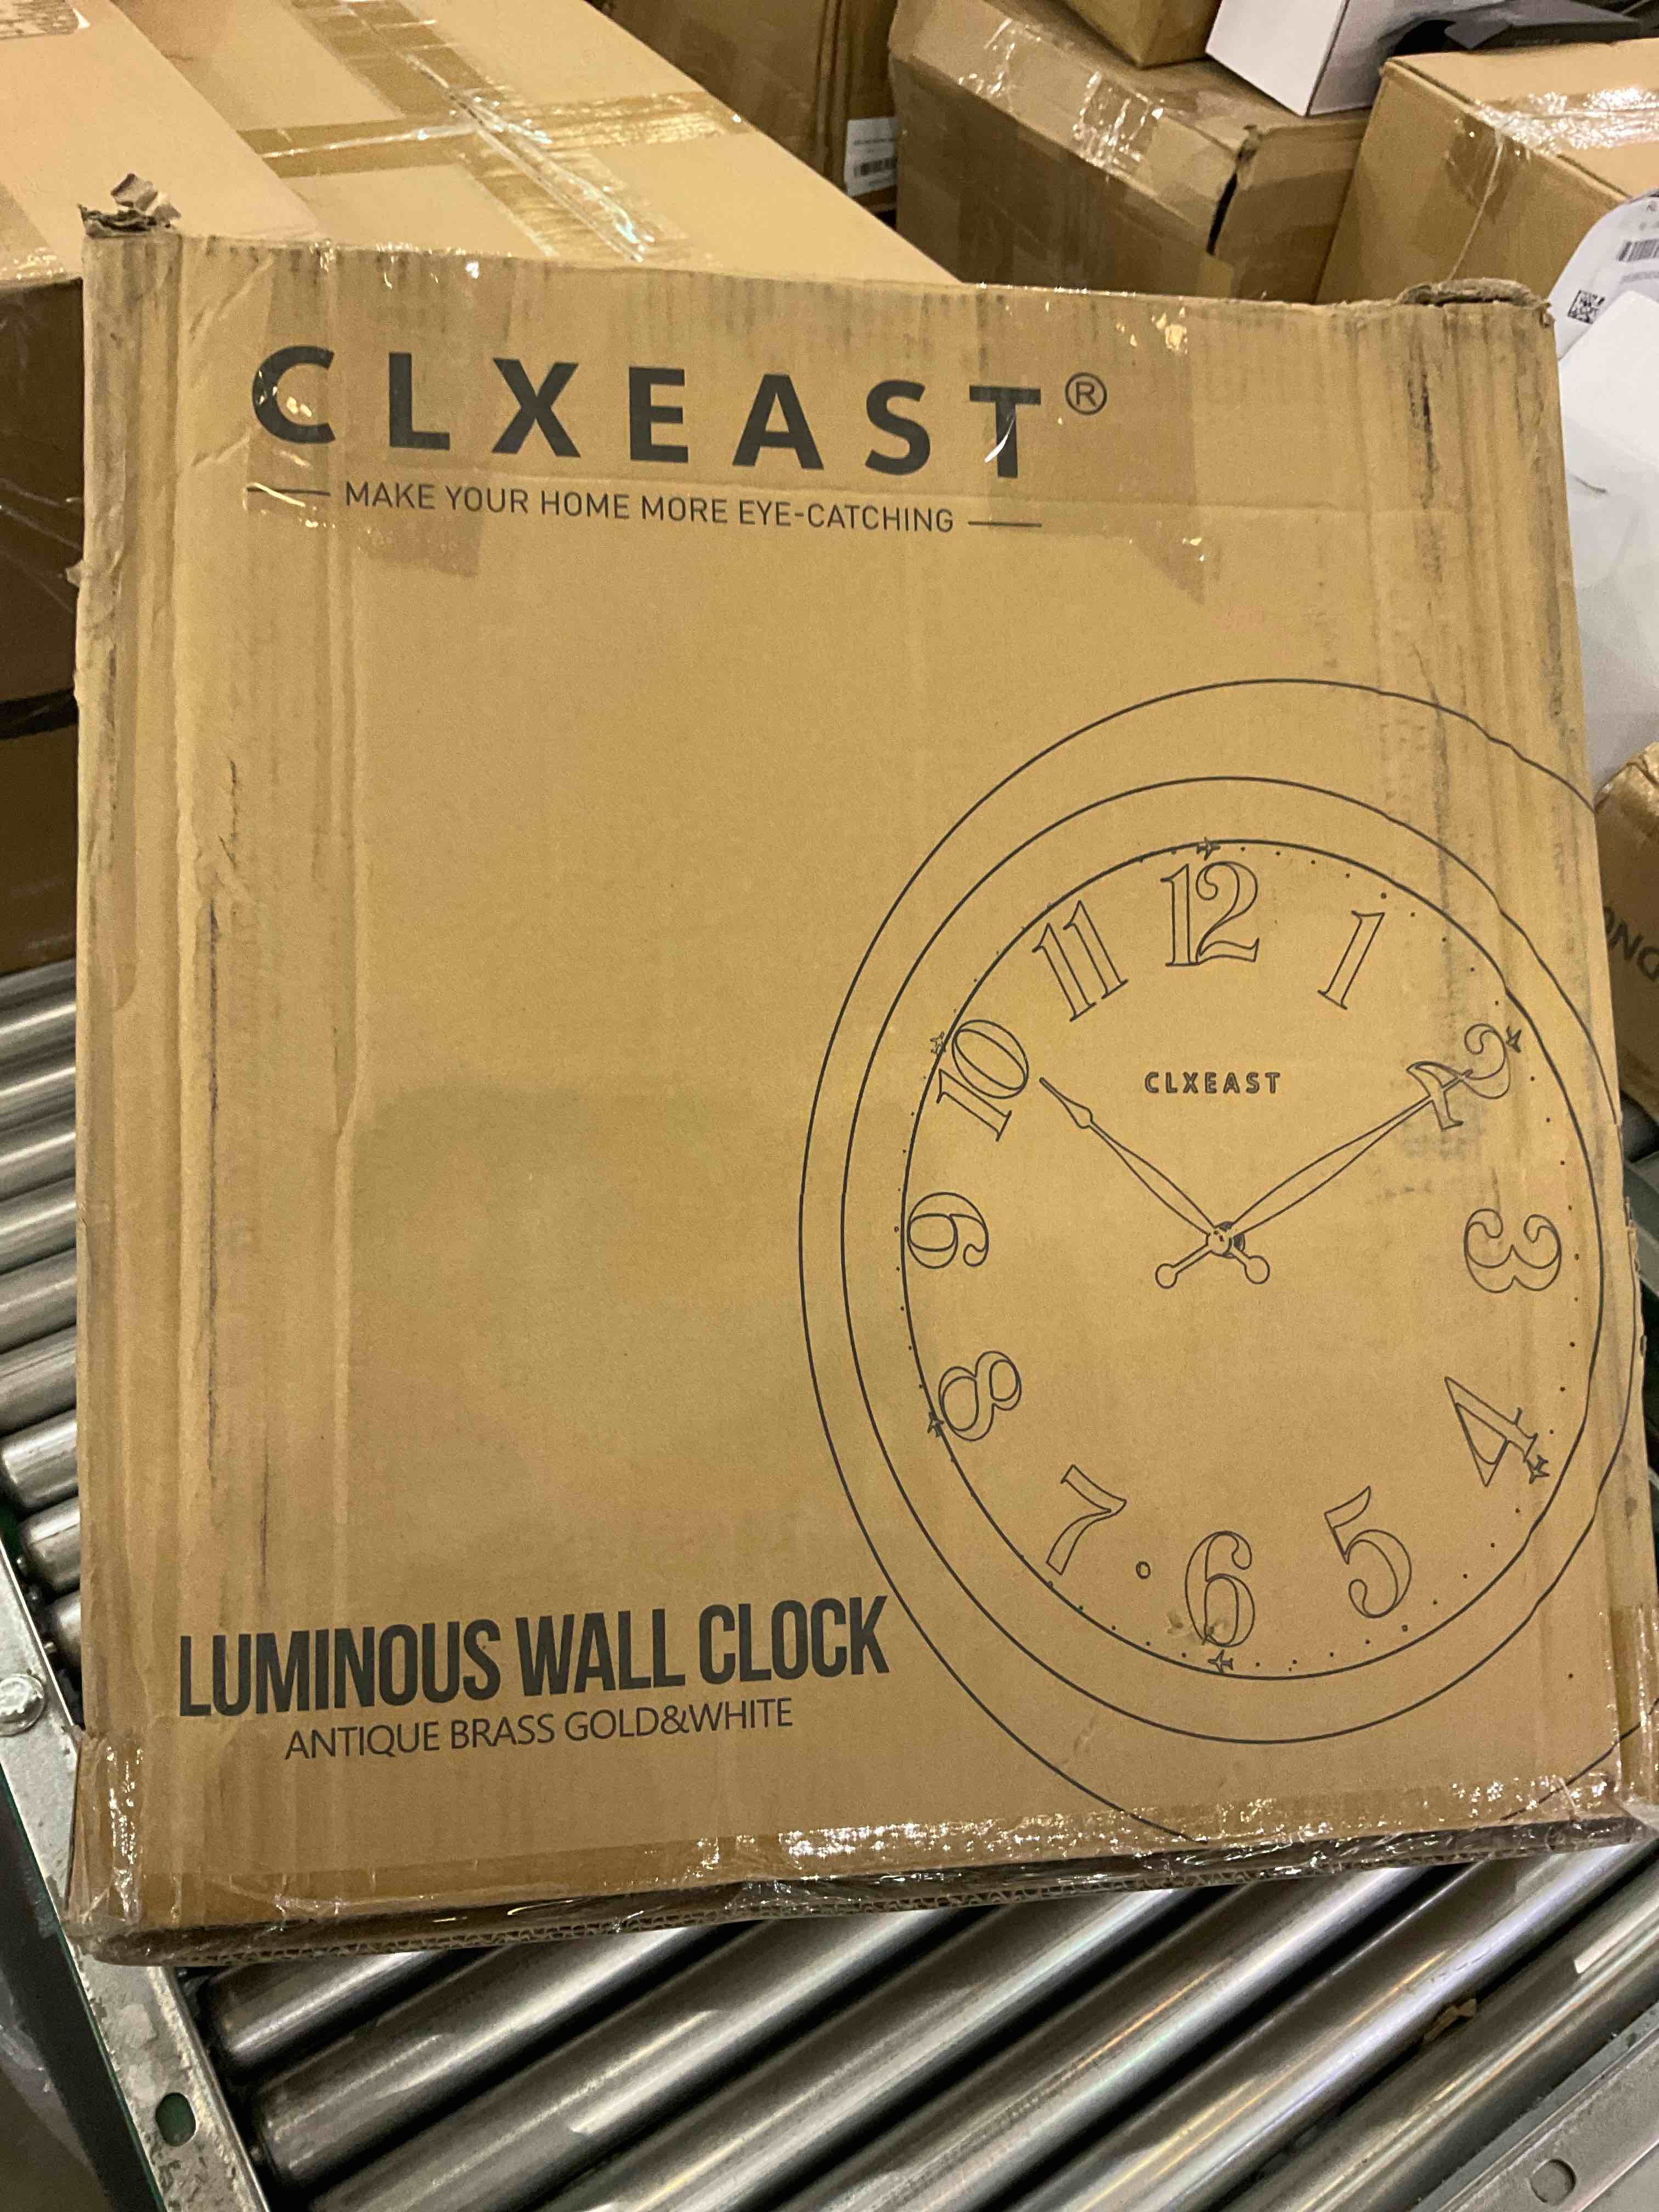 CLXEAST®
MAKE YOUR HOME MORE EYE-CATCHING
12
11
1
10
2
CLXEAST
9
3
8
4
7
5
6
LUMINOUS WALL CLOCK
ANTIQUE BRASS GOLD&WHITE